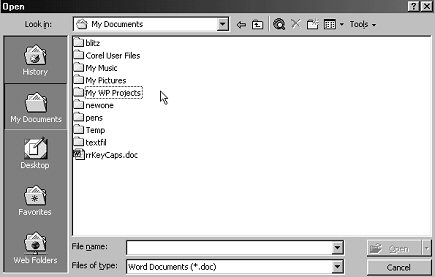 Open
Look in: My Documents Tools
History
My Documents
Desktop
Favorites
Web Folders
blitz
Corel User Files
My Music
My Pictures
My WP Projects
newone
pens
Temp
textfil
rrKeyCaps.doc
File name: Open
Files of type: Word Documents (*.doc) Cancel